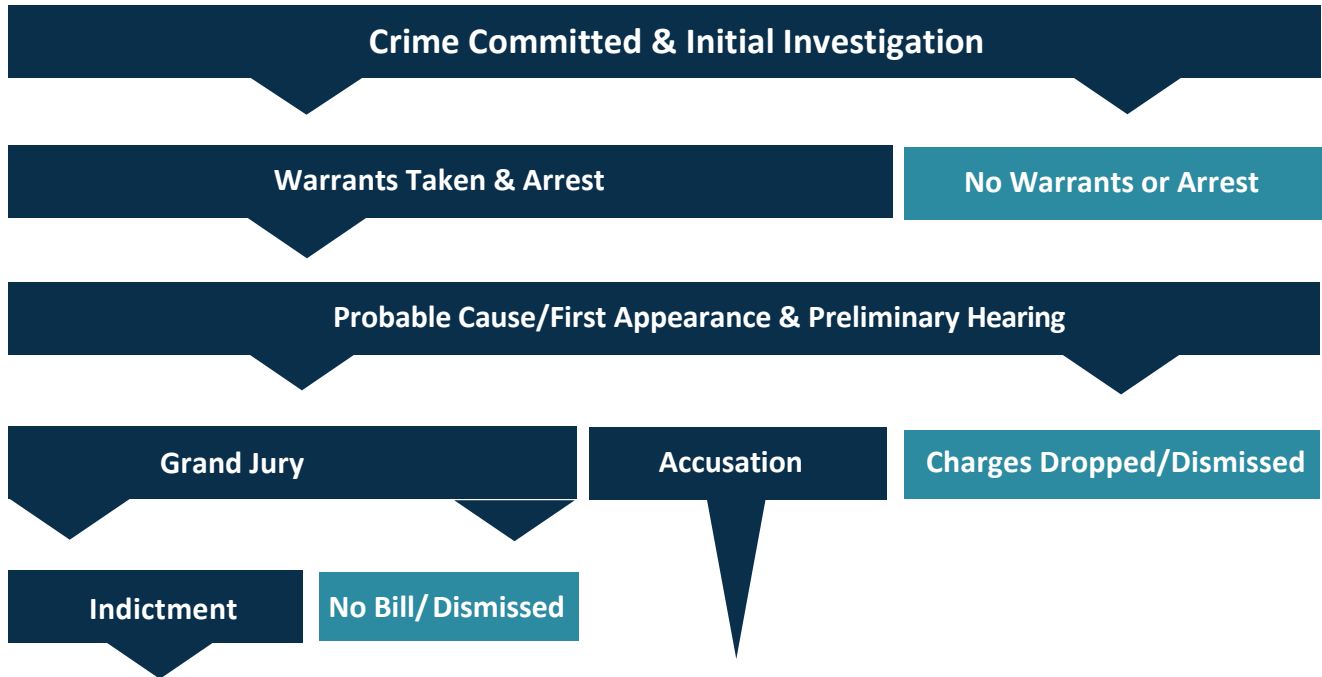 Crime Committed & Initial Investigation
Warrants Taken & Arrest
No Warrants or Arrest
Probable Cause/First Appearance & Preliminary Hearing
Grand Jury
Accusation
Charges Dropped/Dismissed
Indictment
No Bill/ Dismissed